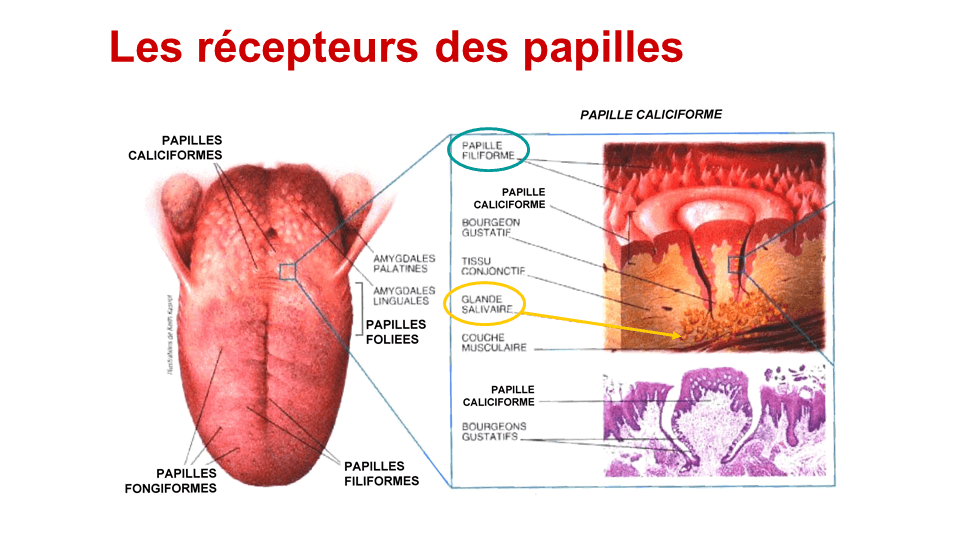 Les récepteurs des papilles
PAPILLE CALICIFORME
PAPILLES
CALICIFORMES
AMYGDALES
PALATINES
AMYGDALES
LINGUALES
PAPILLES
FOLIEES
PAPILLES
FONGIFORMES
PAPILLES
FILIFORMES
PAPILLE
FILIFORME
PAPILLE
CALICIFORME
BOURGEON
GUSTATIF
TISSU
CONJONCTIF
GLANDE
SALIVAIRE
COUCHE
MUSCULAIRE
PAPILLE
CALICIFORME
BOURGEONS
GUSTATIFS
Illustrations de Keith Kasnot